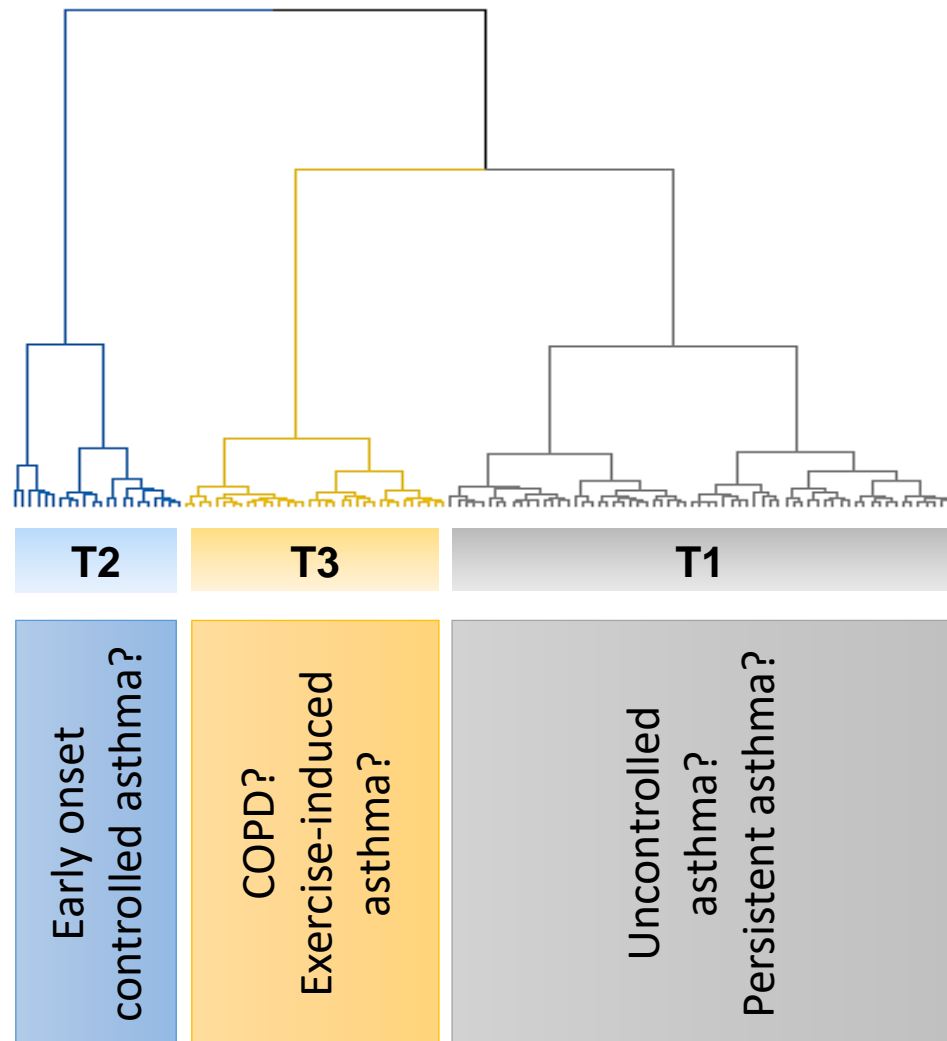 T2
T3
T1
Early onset
controlled asthma?
COPD?
Exercise-induced
asthma?
Uncontrolled
asthma?
Persistent asthma?